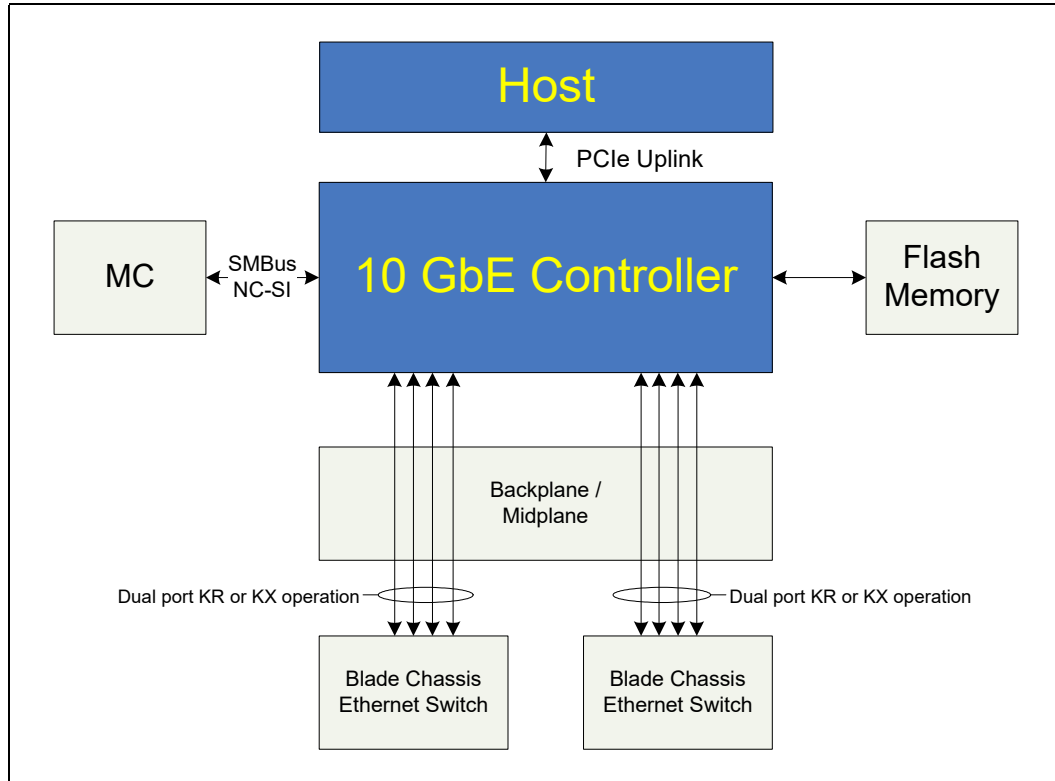 Host
PCIe Uplink
MC
SMBus
NC-SI
10 GbE Controller
Flash
Memory
Backplane /
Midplane
Dual port KR or KX operation
Dual port KR or KX operation
Blade Chassis
Ethernet Switch
Blade Chassis
Ethernet Switch